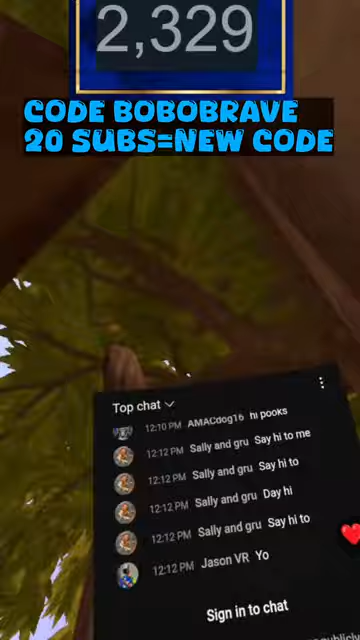 2,329
CODE BOBOBRAVE
20 SUBS=NEW CODE
Top chat
12:10 PM AMACdog16 hi pooks
12:12 PM Sally and gru Say hi to me
12:12 PM Sally and gru Say hi to
12:12 PM Sally and gru Day hi
12:12 PM Sally and gru Say hi to
12:12 PM Jason VR Yo
Sign in to chat